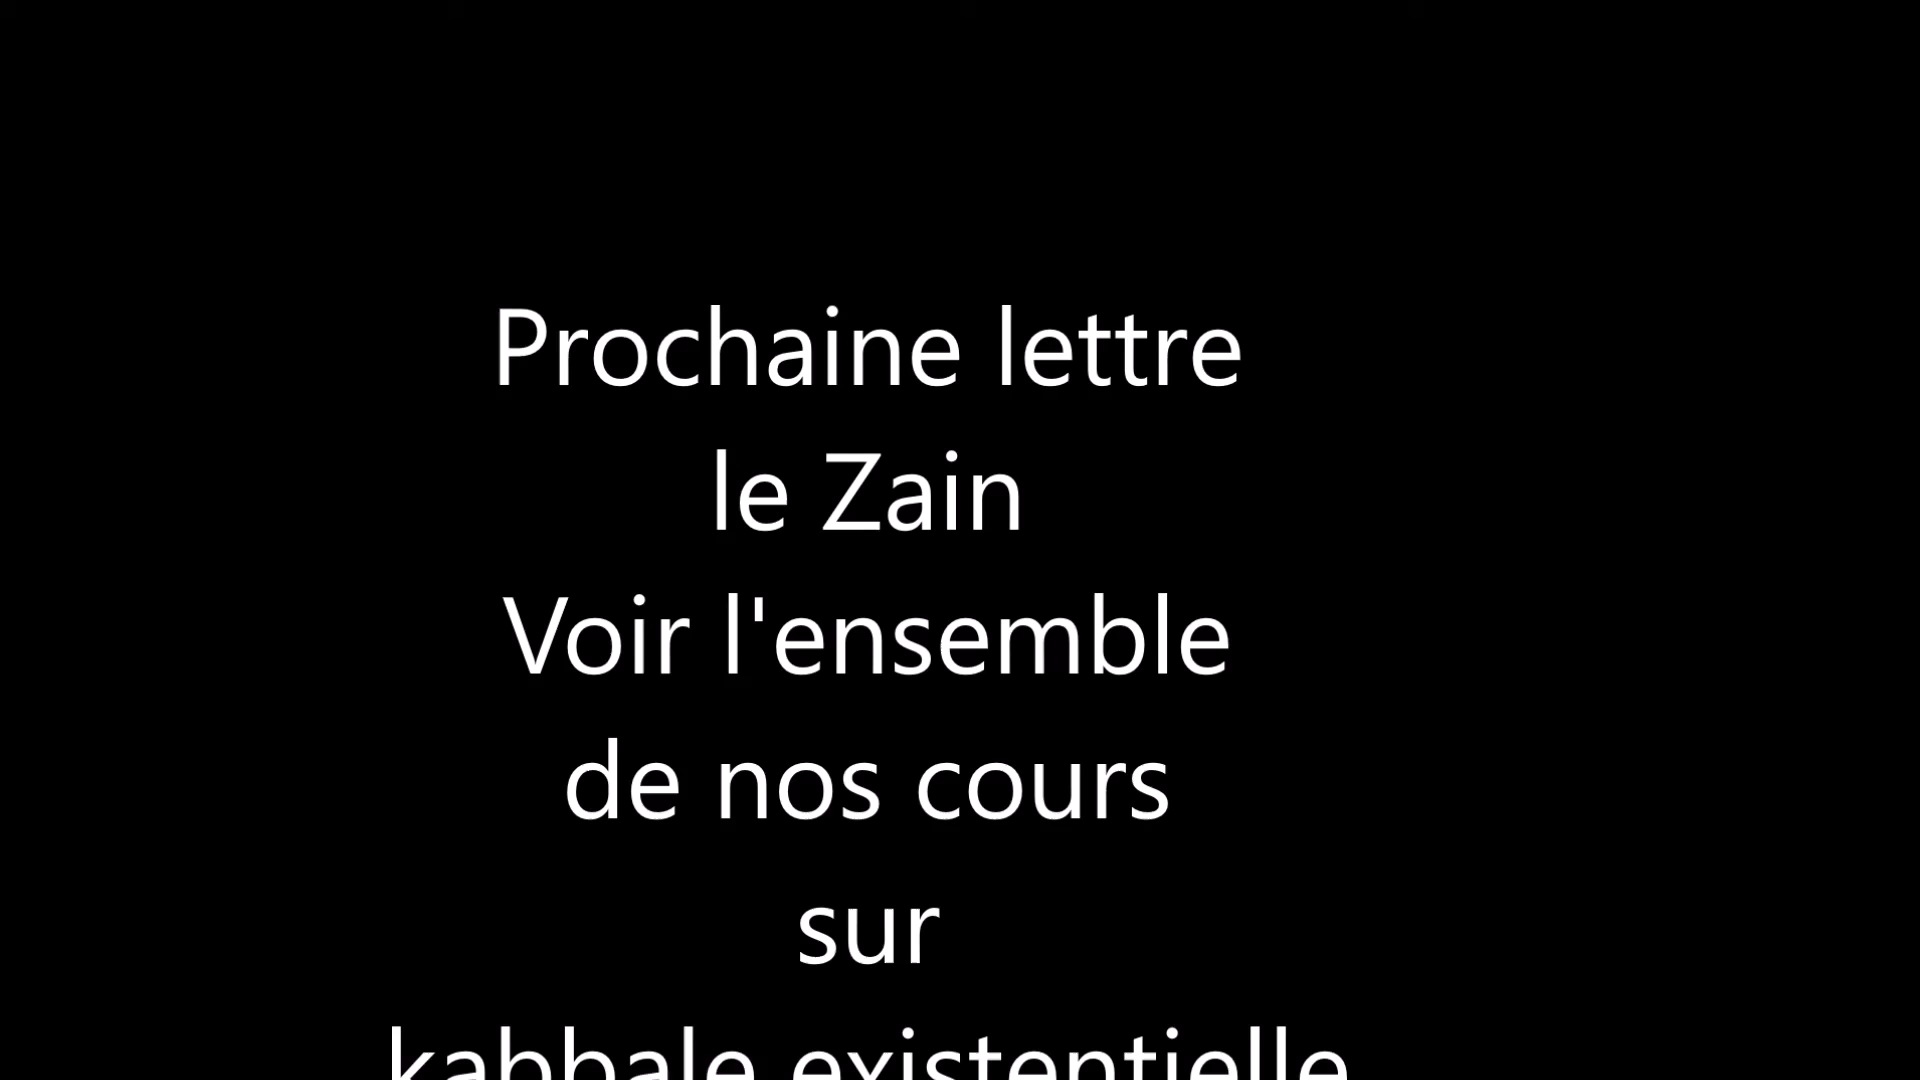 Prochaine lettre
le Zain
Voir l'ensemble
de nos cours
sur
kabbale existentielle